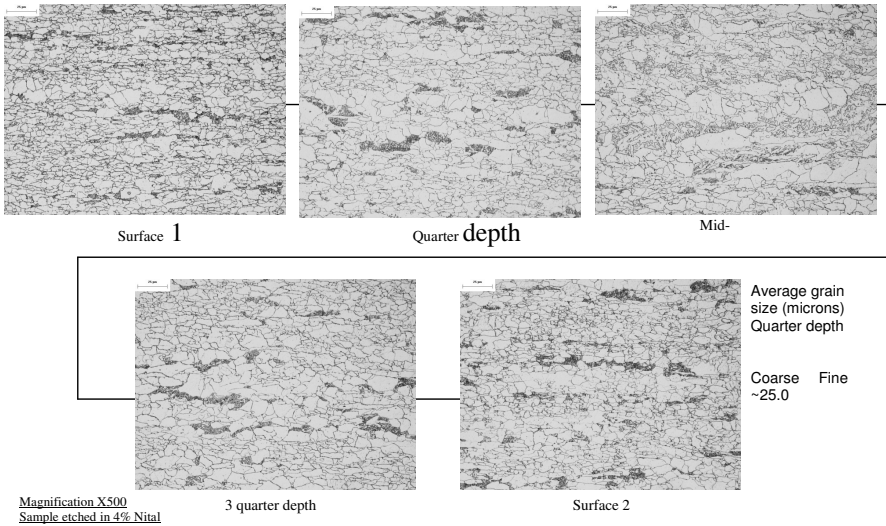 Surface 1
Quarter depth
Mid-
3 quarter depth
Surface 2
Average grain
size (microns)
Quarter depth
Coarse Fine
~25.0
Magnification X500
Sample etched in 4% Nital